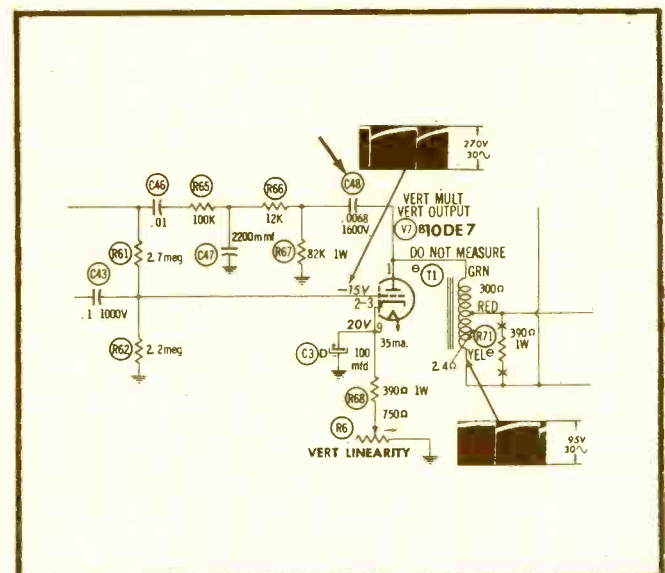 270V
30∿
C46
R65
R66
C48
.01
100K
12K
.0068
1600V
VERT MULT
VERT OUTPUT
V7
DO NOT MEASURE
2200mmf
C47
R67
82K 1W
R61
2.7meg
C43
.1 1000V
R62
2.2meg
-15V
2-3
1
⊖
T1
GRN
300Ω
RED
R71
390Ω
1W
YEL⊖
2.4Ω
20V
9
35ma.
C3D
100
mfd
390Ω 1W
R68
750Ω
R6
VERT LINEARITY
95V
30∿